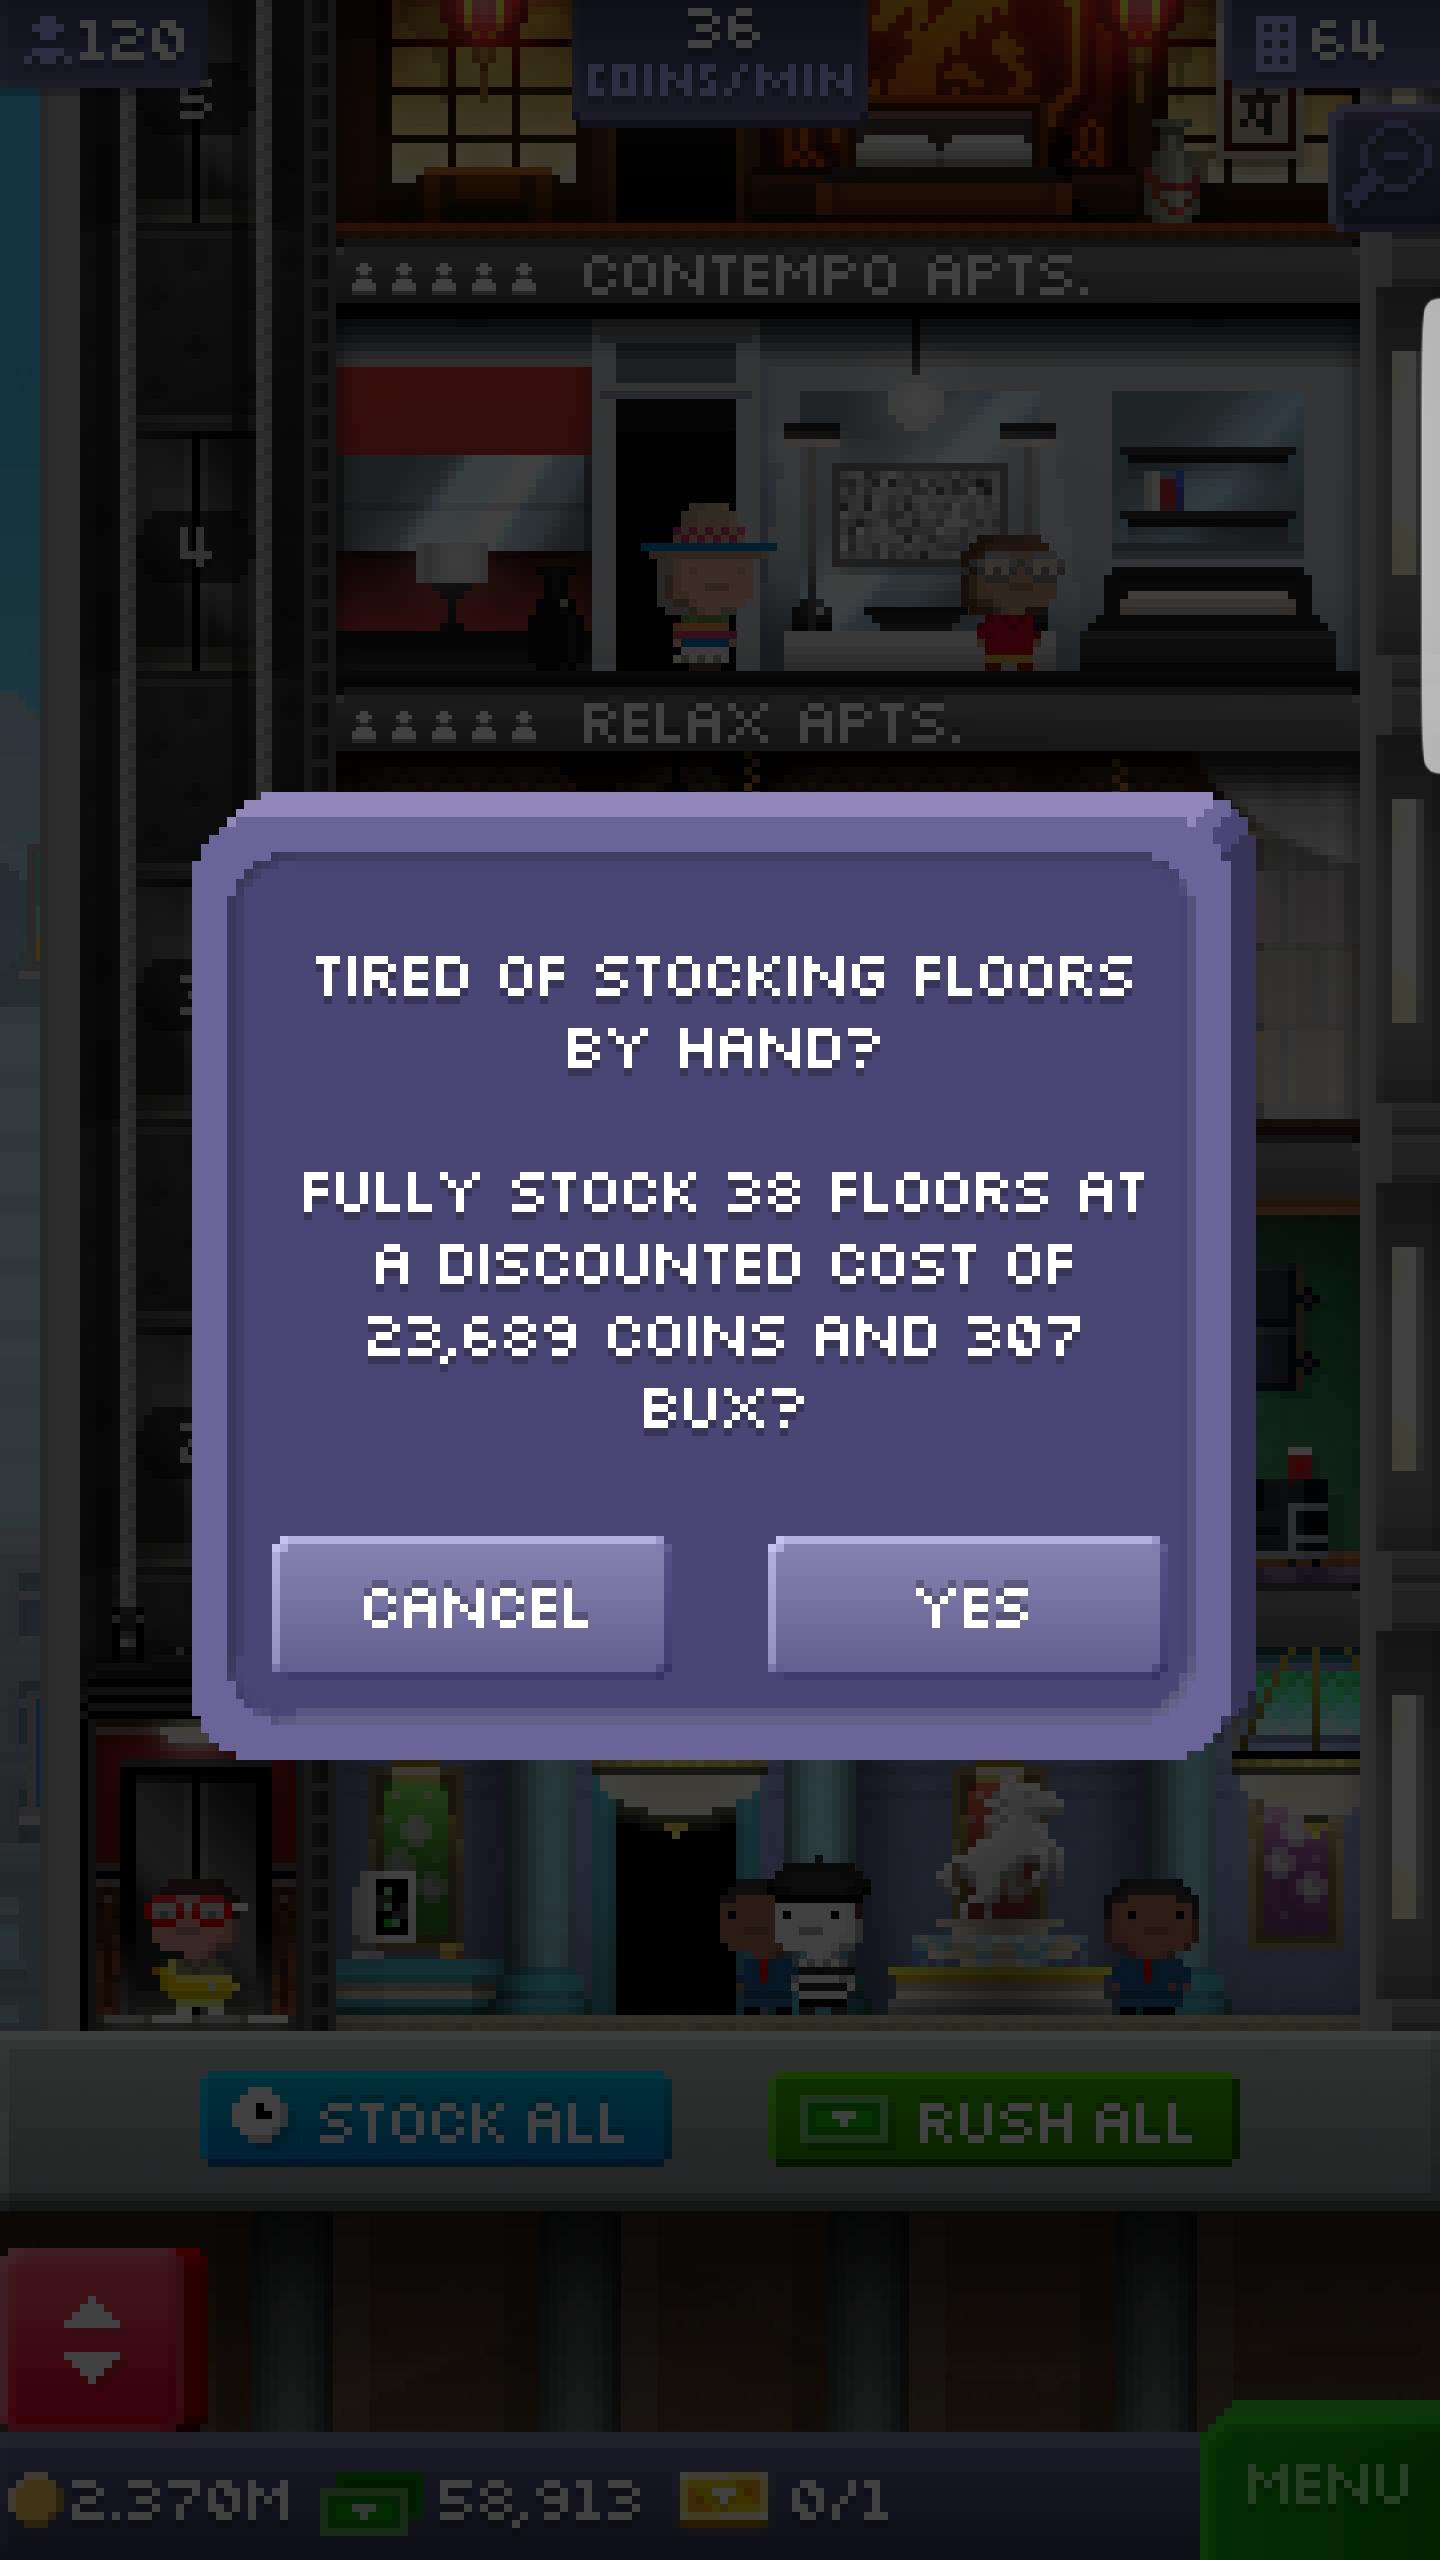 120
36
COINS/MIN
64
5
CONTEMPO APTS.
4
RELAX APTS.
TIRED OF STOCKING FLOORS
BY HAND?
FULLY STOCK 38 FLOORS AT
A DISCOUNTED COST OF
23,689 COINS AND 307
BUX?
CANCEL
YES
STOCK ALL
RUSH ALL
2.370M
58,913
0/1
MENU